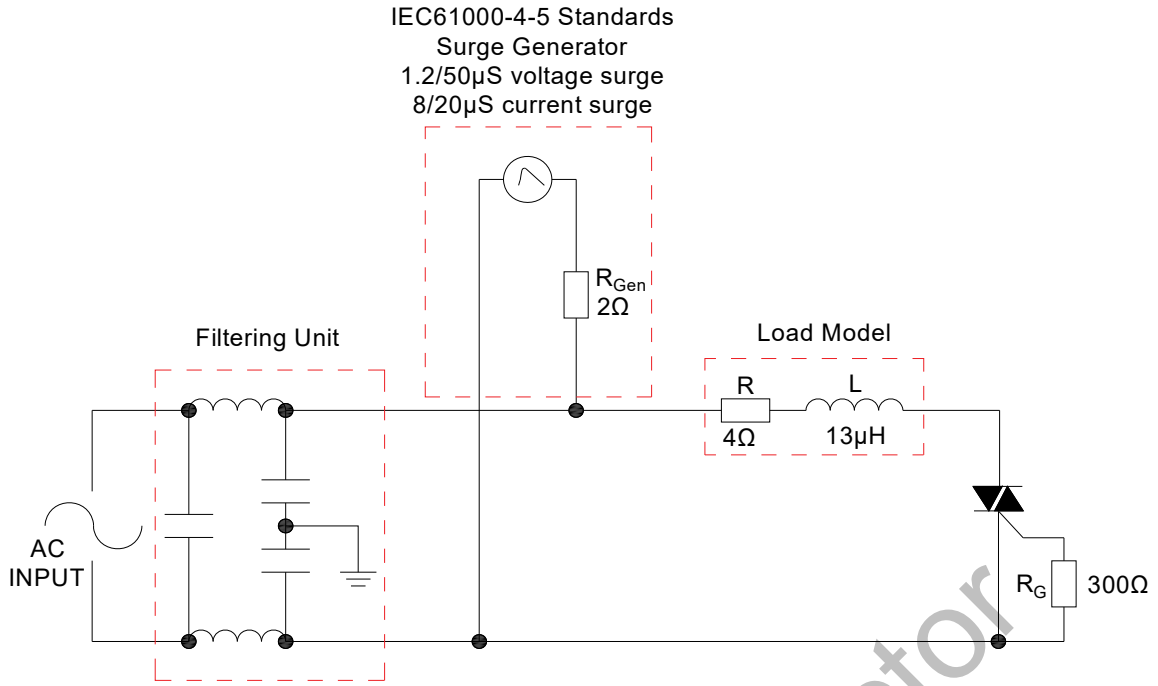 IEC61000-4-5 Standards
Surge Generator
1.2/50μS voltage surge
8/20μS current surge
RGen
2Ω
Filtering Unit
Load Model
R
L
4Ω
13μH
AC
INPUT
RG
300Ω